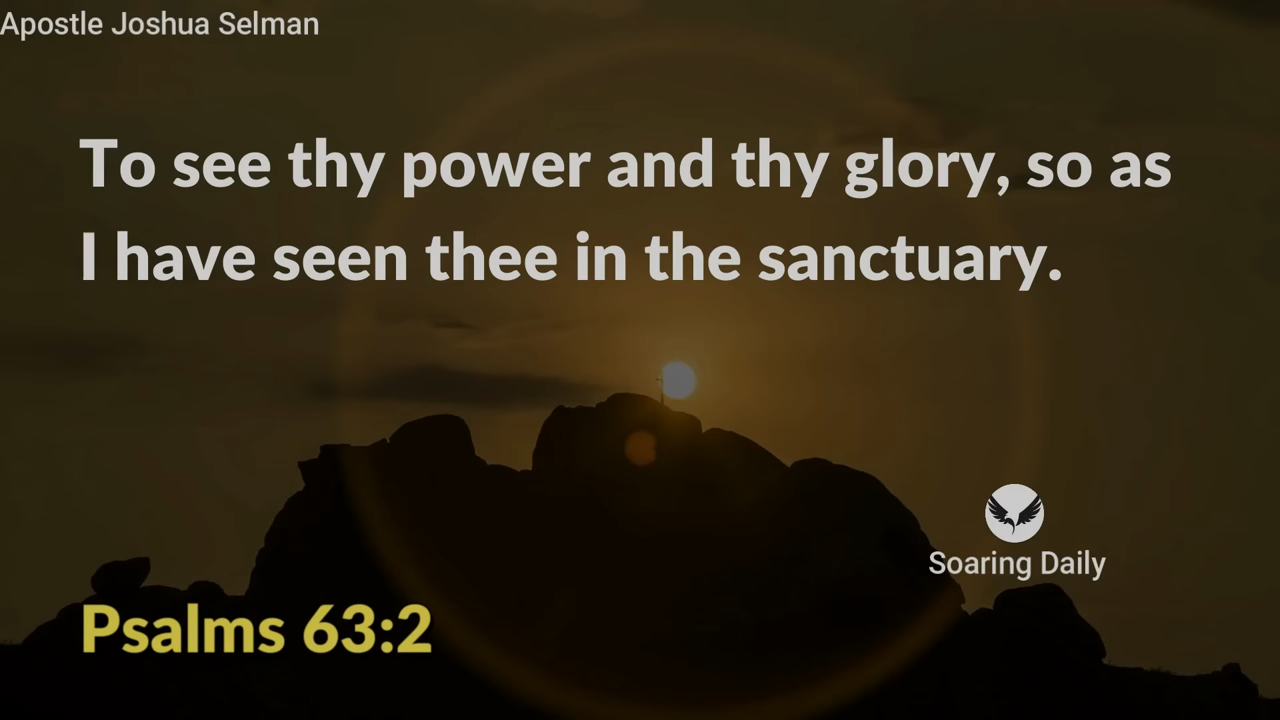 Apostle Joshua Selman
To see thy power and thy glory, so as
I have seen thee in the sanctuary.
Soaring Daily
Psalms 63:2